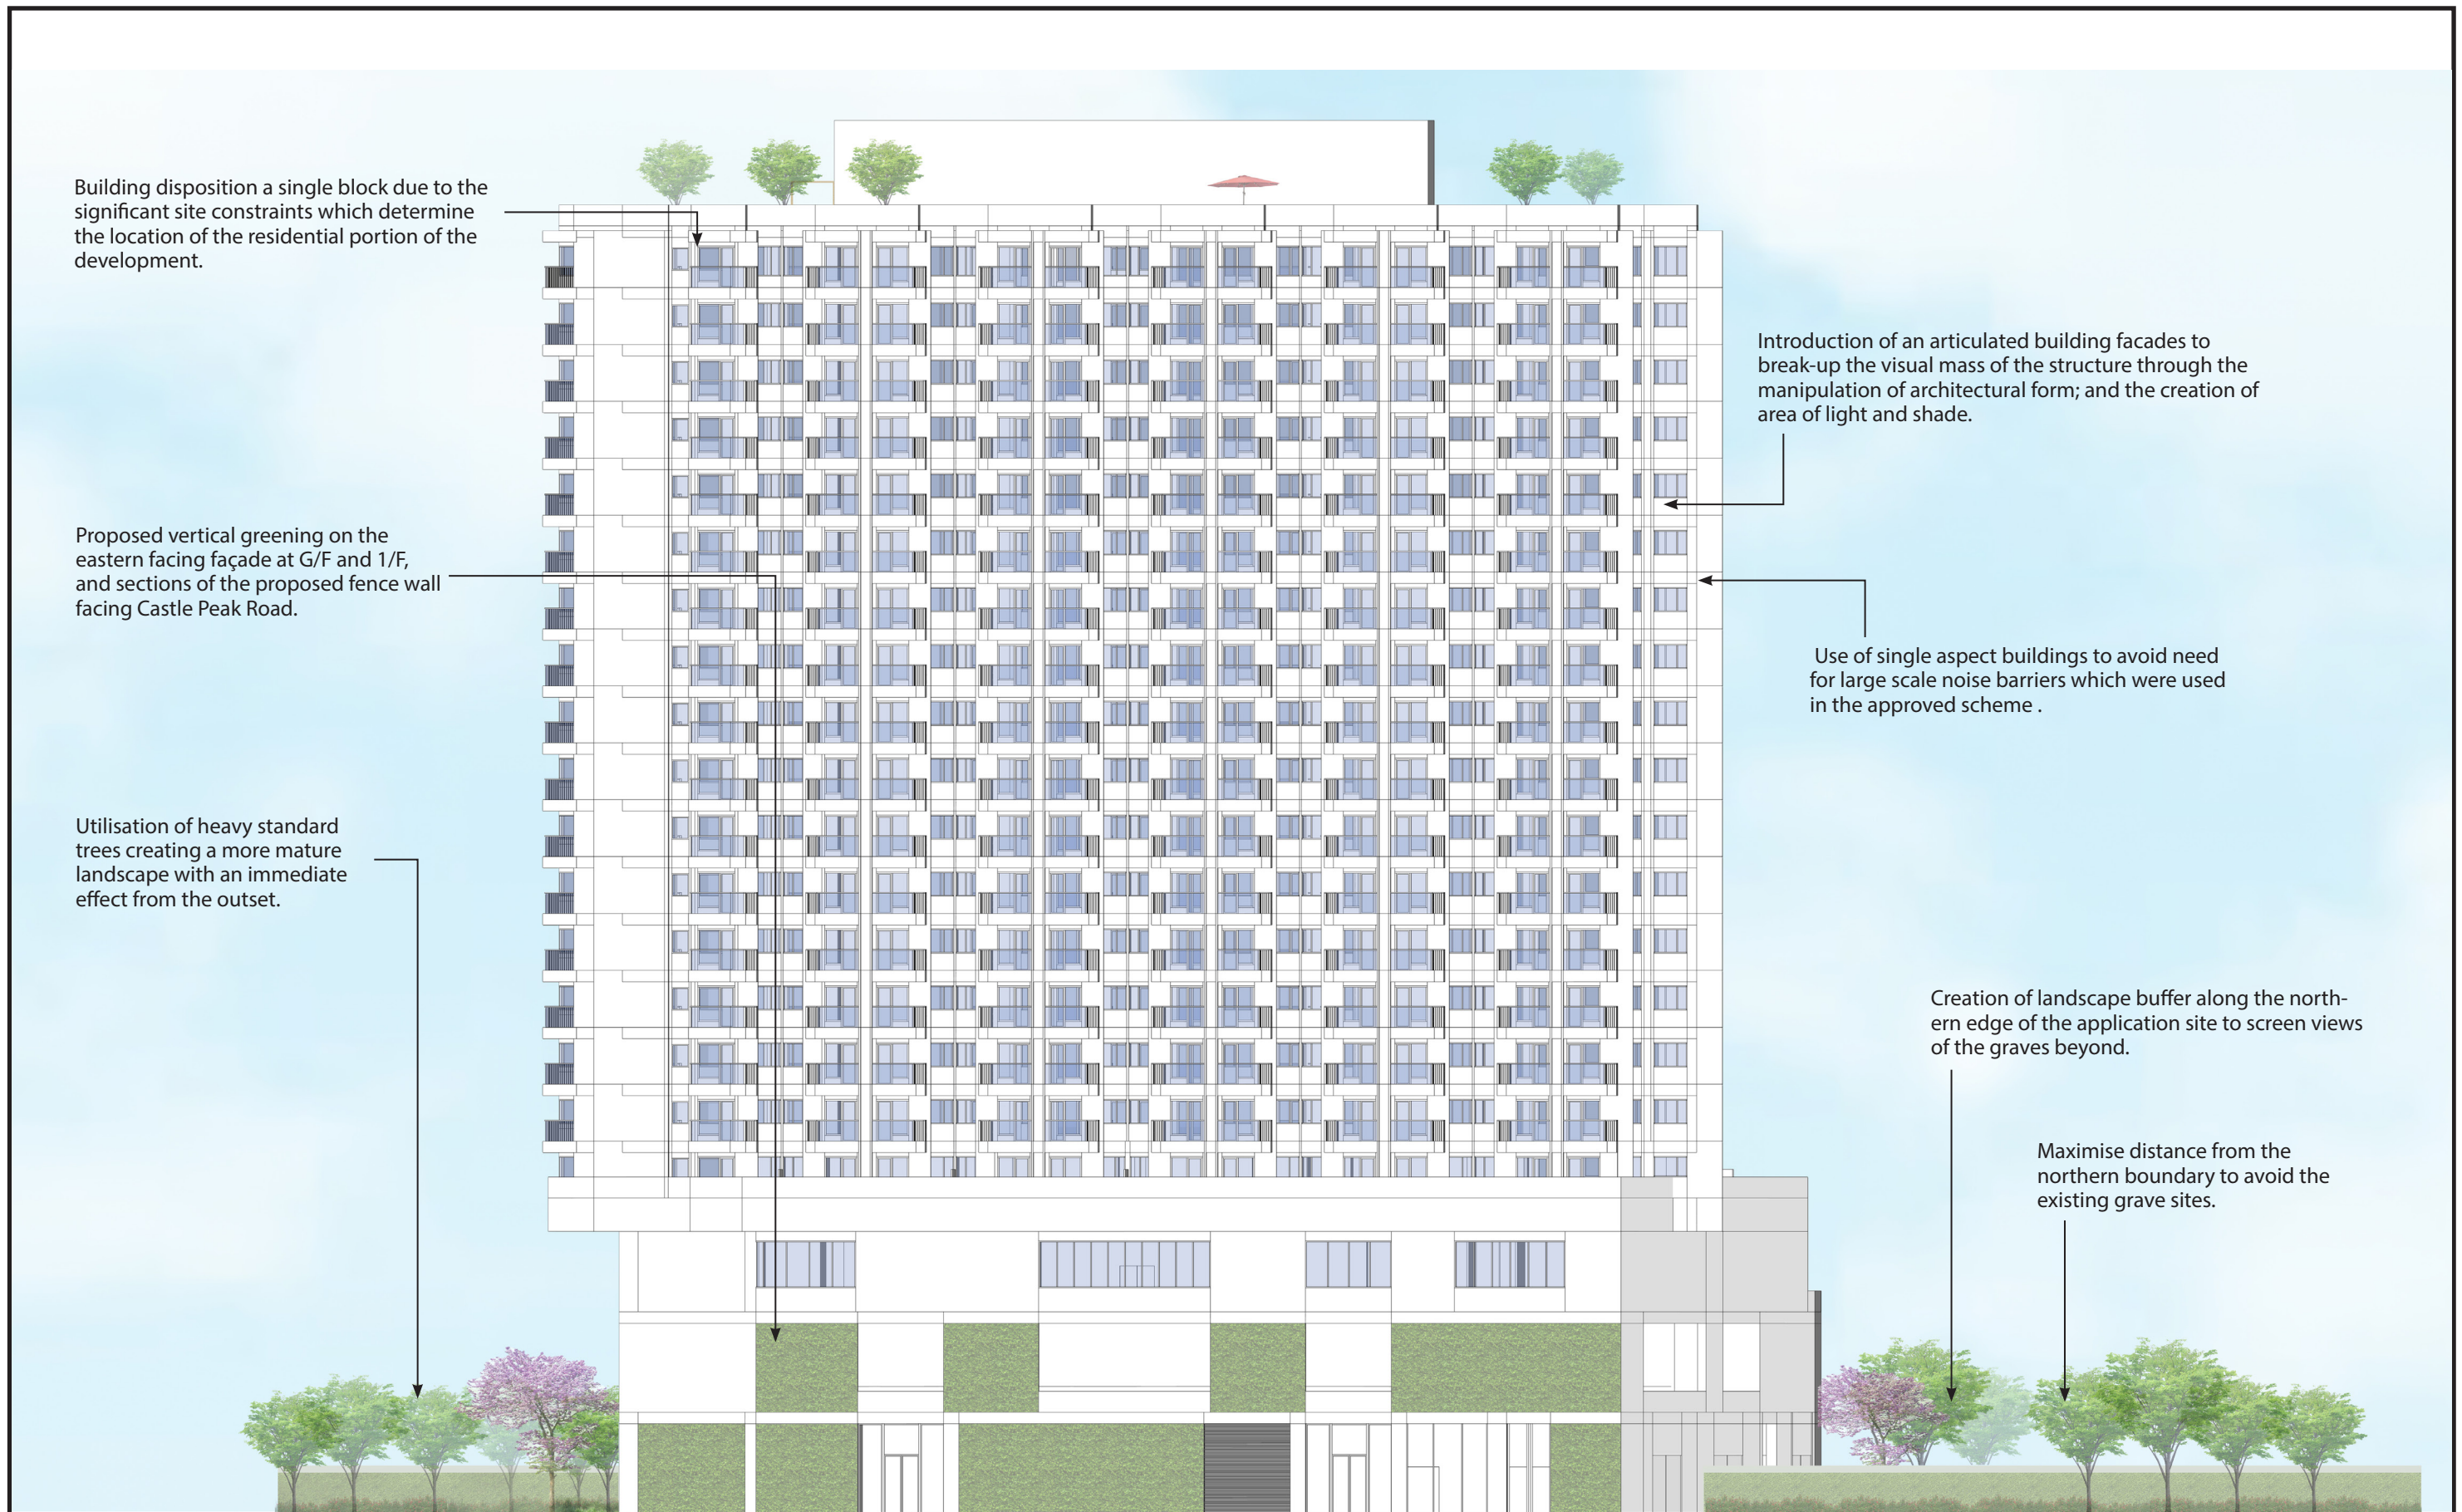 Building disposition a single block due to the
significant site constraints which determine
the location of the residential portion of the
development.
Introduction of an articulated building facades to
break-up the visual mass of the structure through the
manipulation of architectural form; and the creation of
area of light and shade.
Proposed vertical greening on the
eastern facing façade at G/F and 1/F,
and sections of the proposed fence wall
facing Castle Peak Road.
Use of single aspect buildings to avoid need
for large scale noise barriers which were used
in the approved scheme .
Utilisation of heavy standard
trees creating a more mature
landscape with an immediate
effect from the outset.
Creation of landscape buffer along the north-
ern edge of the application site to screen views
of the graves beyond.
Maximise distance from the
northern boundary to avoid the
existing grave sites.